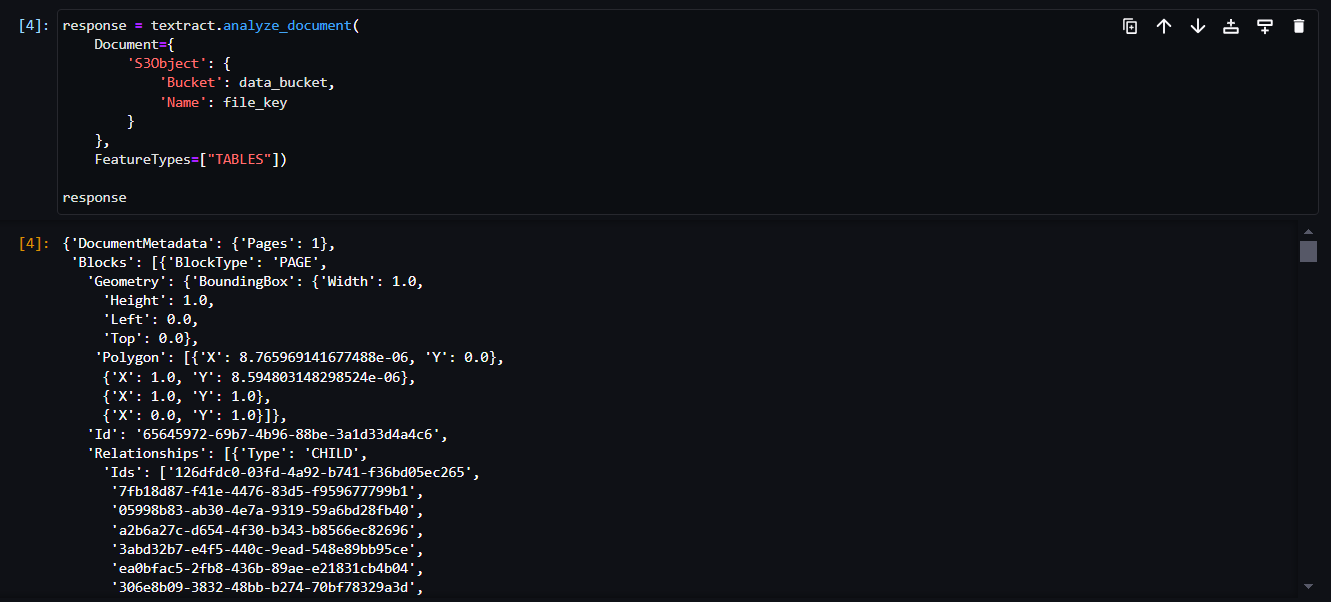 [4]: response = textract.analyze_document(
    Document={
        'S3Object': {
            'Bucket': data_bucket,
            'Name': file_key
        }
    },
    FeatureTypes=["TABLES"])
response
[4]: {'DocumentMetadata': {'Pages': 1},
 'Blocks': [{'BlockType': 'PAGE',
   'Geometry': {'BoundingBox': {'Width': 1.0,
     'Height': 1.0,
     'Left': 0.0,
     'Top': 0.0},
    'Polygon': [{'X': 8.765969141677488e-06, 'Y': 0.0},
     {'X': 1.0, 'Y': 8.594803148298524e-06},
     {'X': 1.0, 'Y': 1.0},
     {'X': 0.0, 'Y': 1.0}]},
   'Id': '65645972-69b7-4b96-88be-3a1d33d4a4c6',
   'Relationships': [{'Type': 'CHILD',
     'Ids': ['126dfdc0-03fd-4a92-b741-f36bd05ec265',
      '7fb18d87-f41e-4476-83d5-f959677799b1',
      '05998b83-ab30-4e7a-9319-59a6bd28fb40',
      'a2b6a27c-d654-4f30-b343-b8566ec82696',
      '3abd32b7-e4f5-440c-9ead-548e89bb95ce',
      'ea0bfac5-2fb8-436b-89ae-e21831cb4b04',
      '306e8b09-3832-48bb-b274-70bf78329a3d',